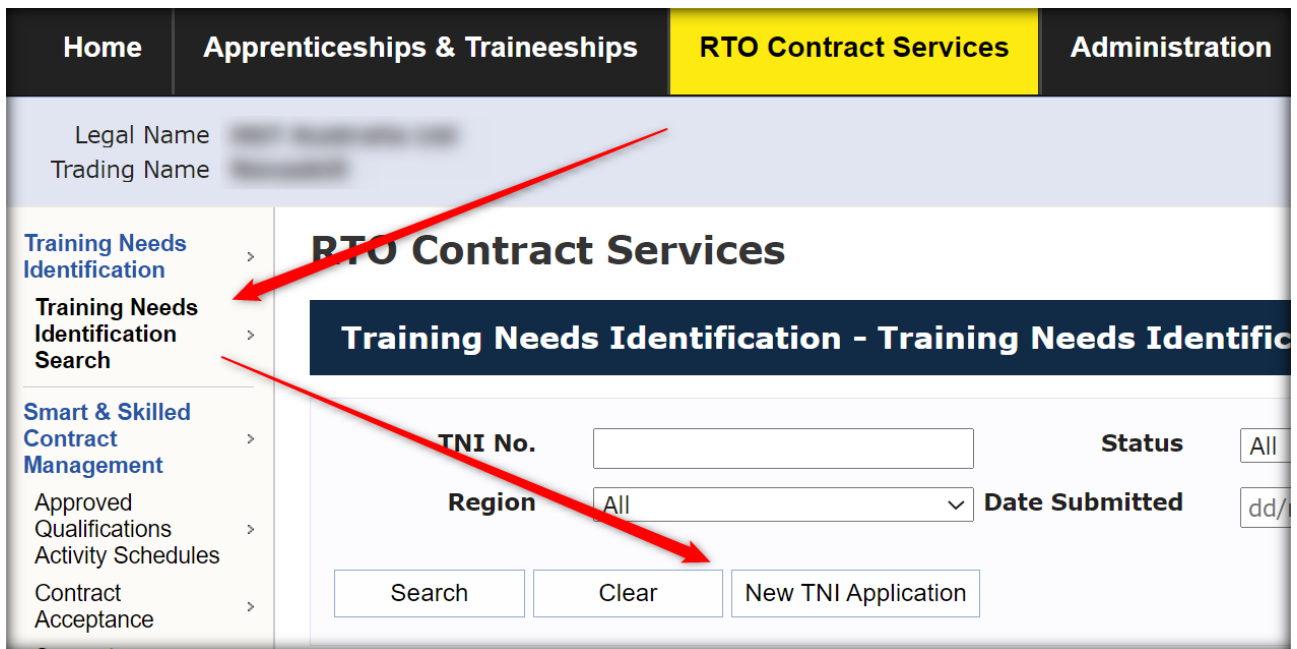 Home Apprenticeships & Traineeships RTO Contract Services Administration
Legal Name
Trading Name
Training Needs
Identification
Training Needs
Identification
Search
Smart & Skilled
Contract
Management
Approved
Qualifications
Activity Schedules
Contract
Acceptance
RTO Contract Services
Training Needs Identification - Training Needs Identific
TNI No. Status All
Region All Date Submitted dd/
Search Clear New TNI Application